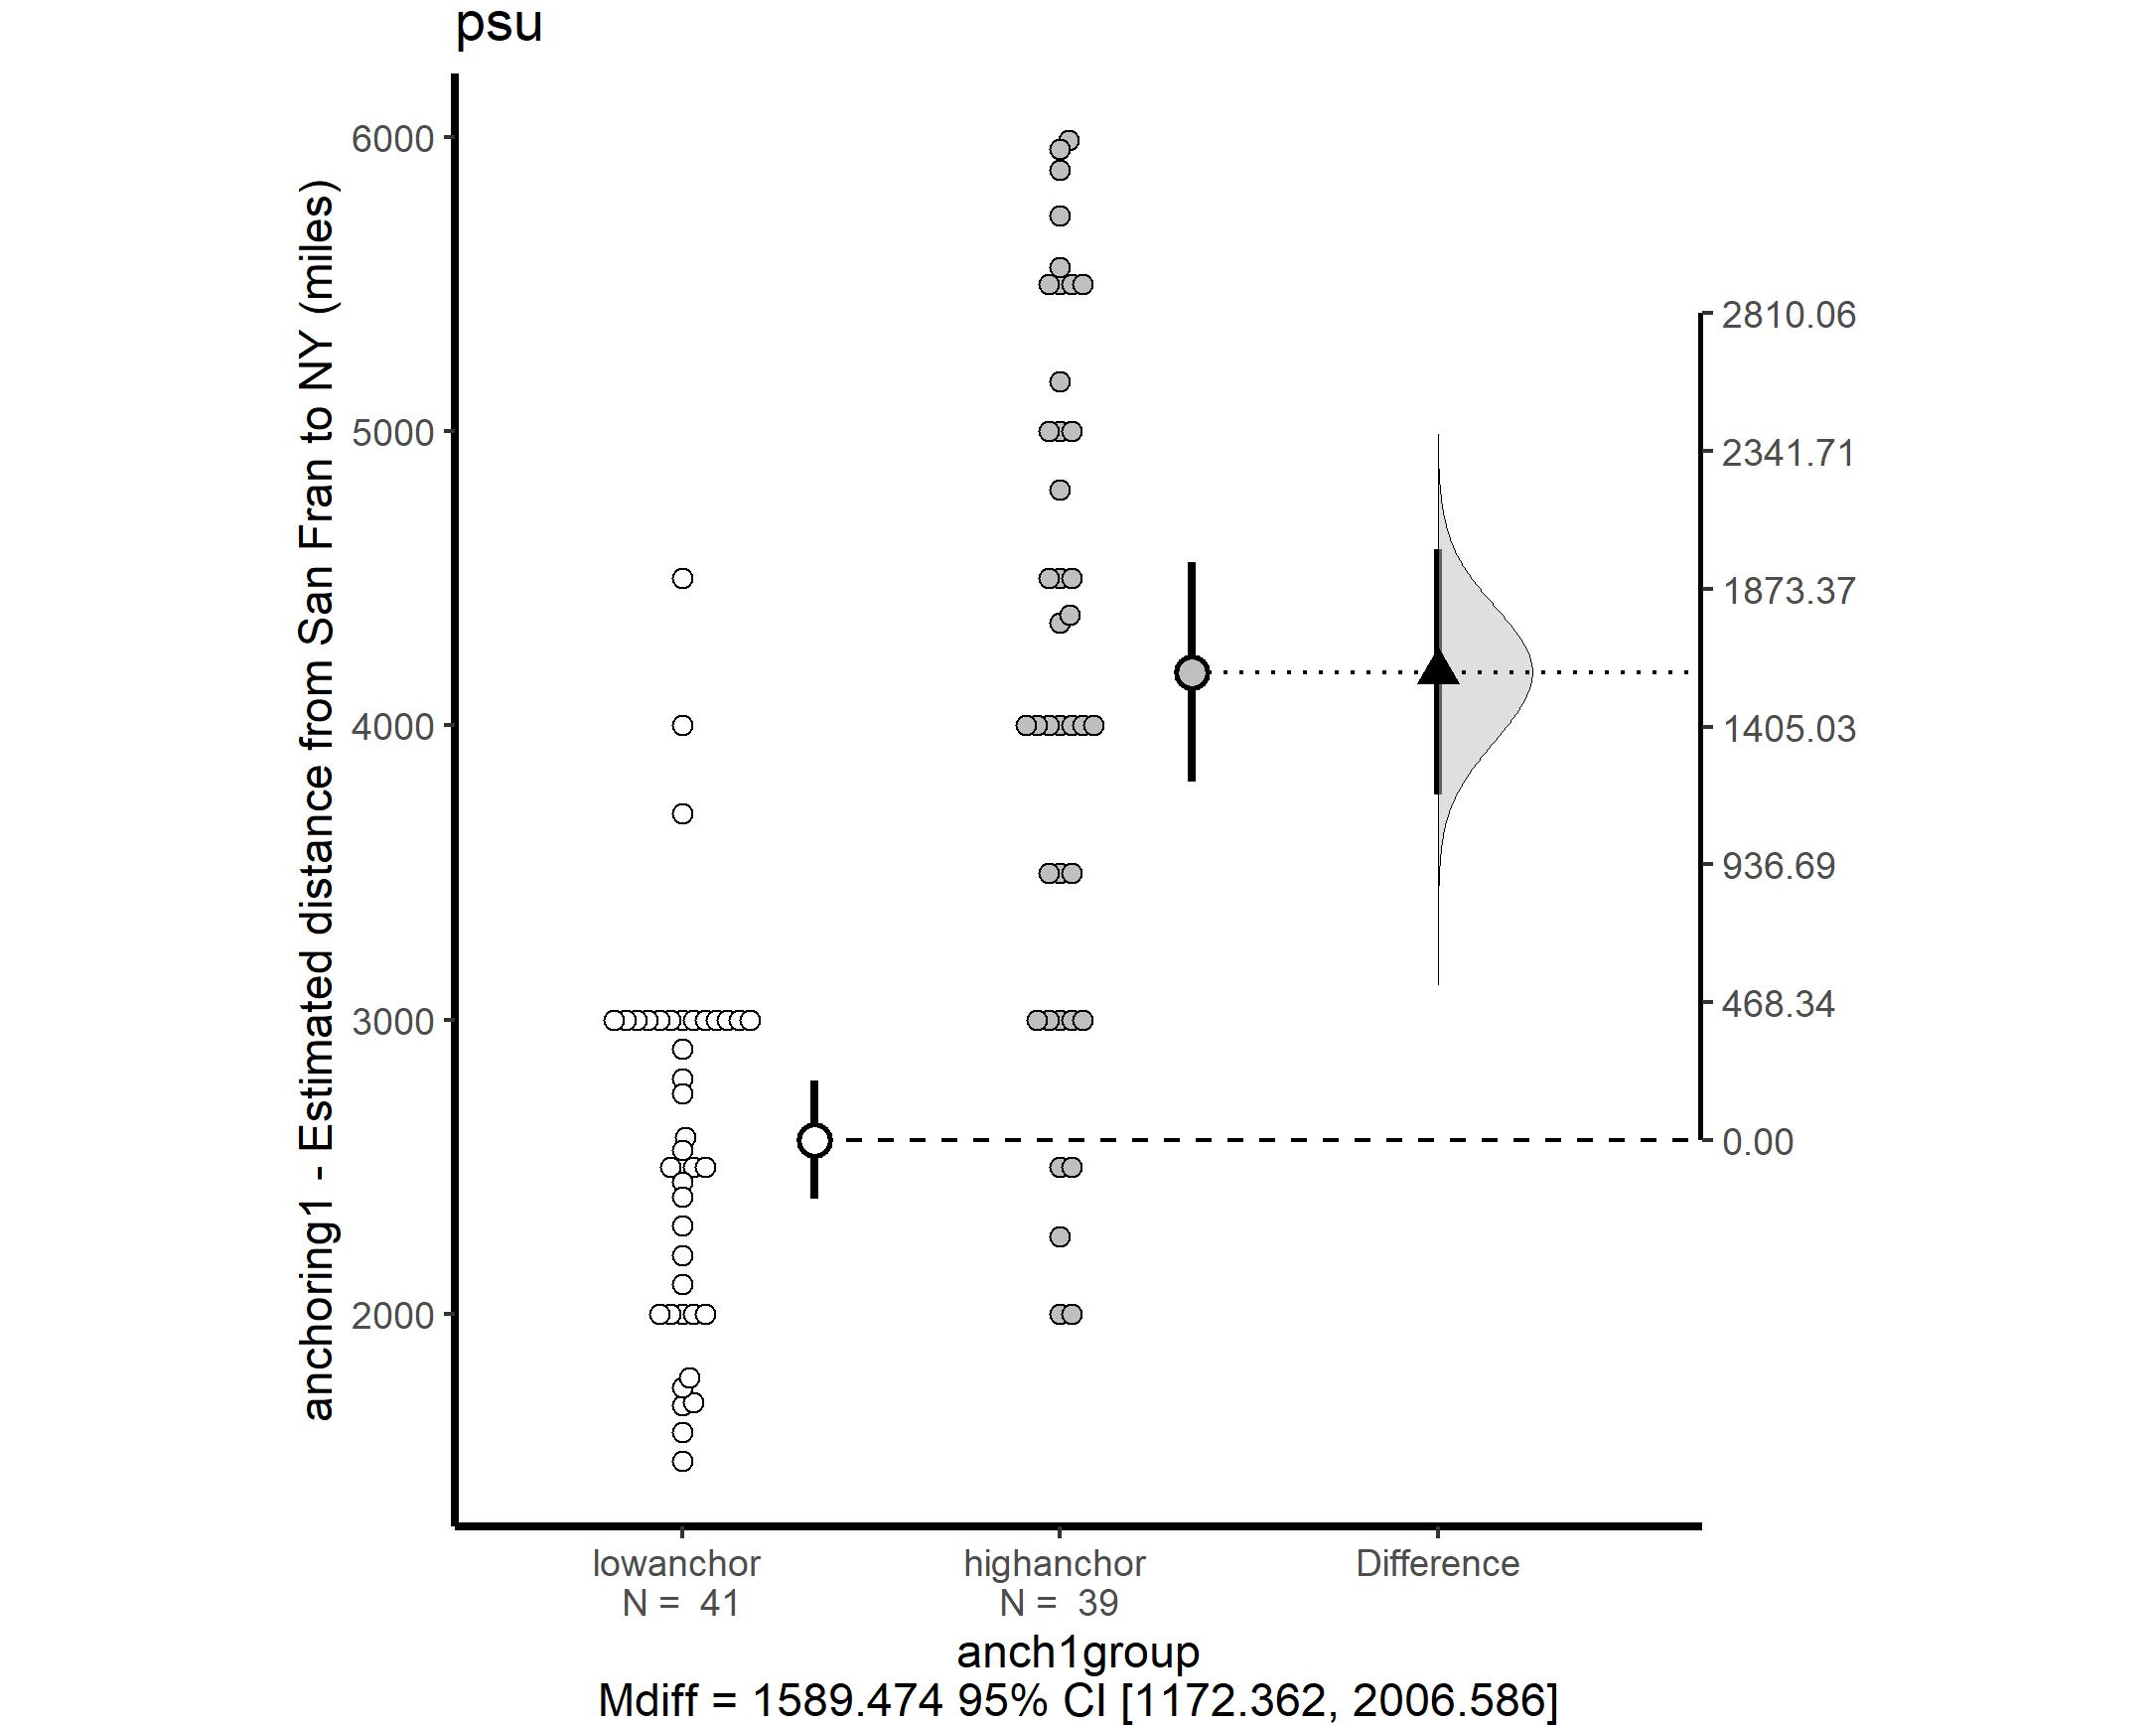 psu
anchoring1 - Estimated distance from San Fran to NY (miles)
6000
5000
4000
3000
2000
2810.06
2341.71
1873.37
1405.03
936.69
468.34
0.00
lowanchor
N =  41
highanchor
N =  39
Difference
anch1group
Mdiff = 1589.474 95% CI [1172.362, 2006.586]